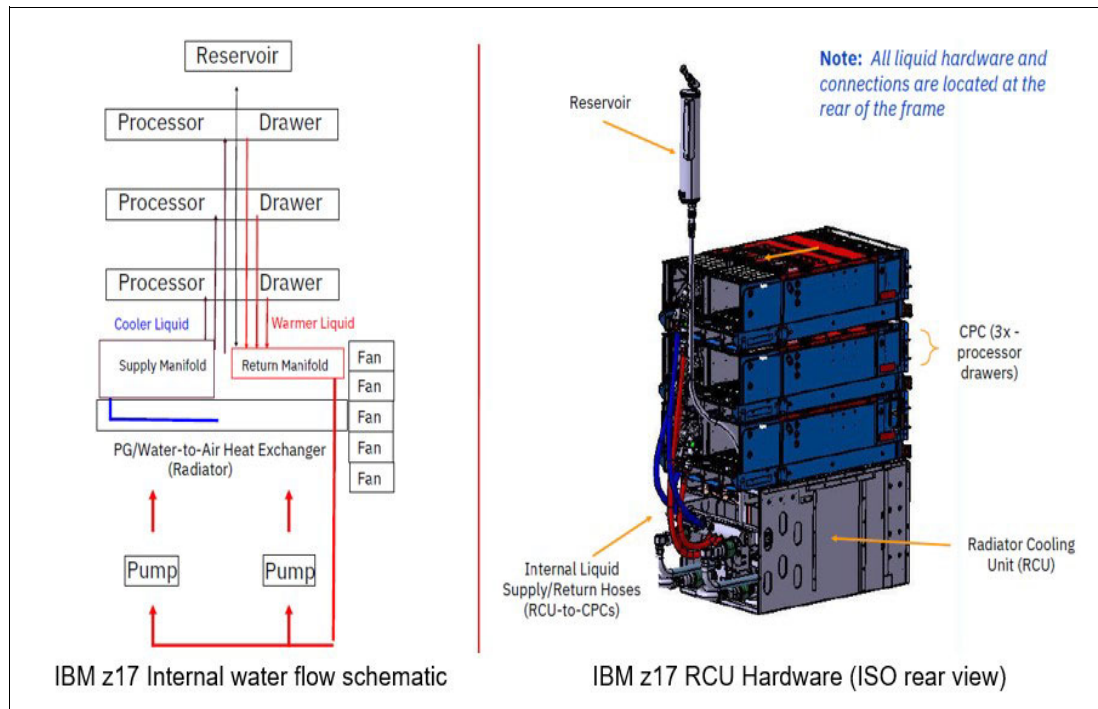 Reservoir
Processor Drawer
Processor Drawer
Processor Drawer
Cooler Liquid
Warmer Liquid
Supply Manifold
Return Manifold
Fan
Fan
Fan
Fan
Fan
PG/Water-to-Air Heat Exchanger
(Radiator)
Pump
Pump
IBM z17 Internal water flow schematic
Note: All liquid hardware and
connections are located at the
rear of the frame
Reservoir
CPC (3x -
processor
drawers)
Internal Liquid
Supply/Return Hoses
(RCU-to-CPCs)
Radiator Cooling
Unit (RCU)
IBM z17 RCU Hardware (ISO rear view)